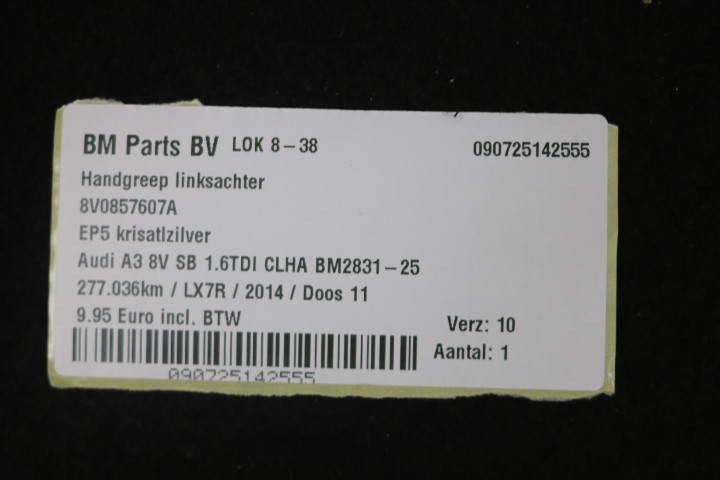 BM Parts BV LOK 8-38 090725142555
Handgreep linksachter
8V0857607A
EP5 krisatlzilver
Audi A3 8V SB 1.6TDI CLHA BM2831-25
277.036km / LX7R / 2014 / Doos 11
9.95 Euro incl. BTW
Verz: 10
Aantal: 1
090725142555